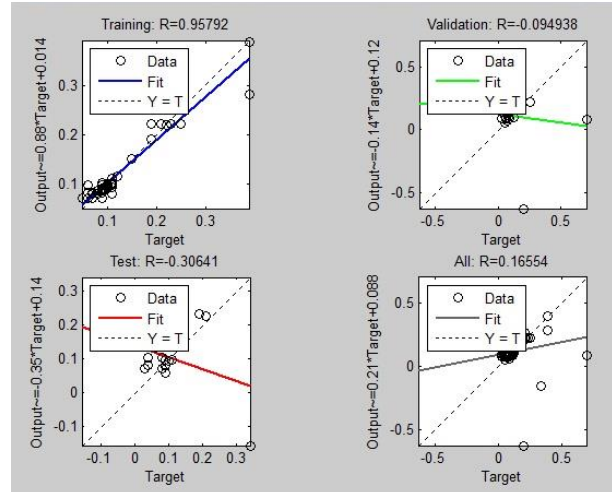 Training: R=0.95792
Output~=0.88*Target+0.014
0.3
0.2
0.1
Data
Fit
Y = T
0.1 0.2 0.3
Target
Validation: R=-0.094938
Output~=-0.14*Target+0.12
0.5
0
-0.5
Data
Fit
Y = T
-0.5 0 0.5
Target
Test: R=-0.30641
Output~=-0.35*Target+0.14
0.3
0.2
0.1
0
-0.1
Data
Fit
Y = T
-0.1 0 0.1 0.2 0.3
Target
All: R=0.16554
Output~=0.21*Target+0.088
0.5
0
-0.5
Data
Fit
Y = T
-0.5 0 0.5
Target